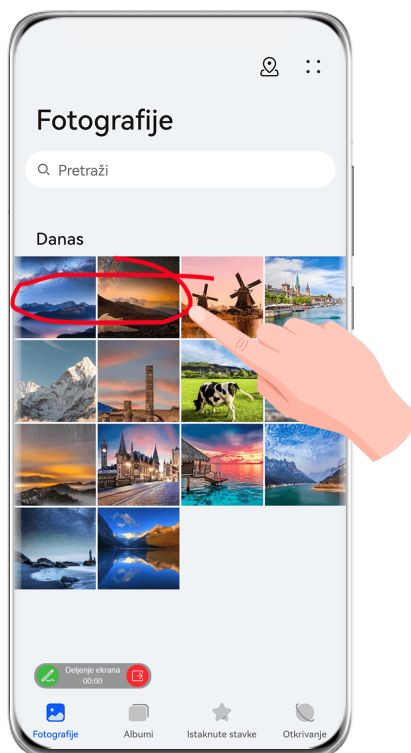 Fotografije
Pretraži
Danas
Deljenje ekrana
00:00
Fotografije
Albumi
Istaknute stavke
Otkrivanje